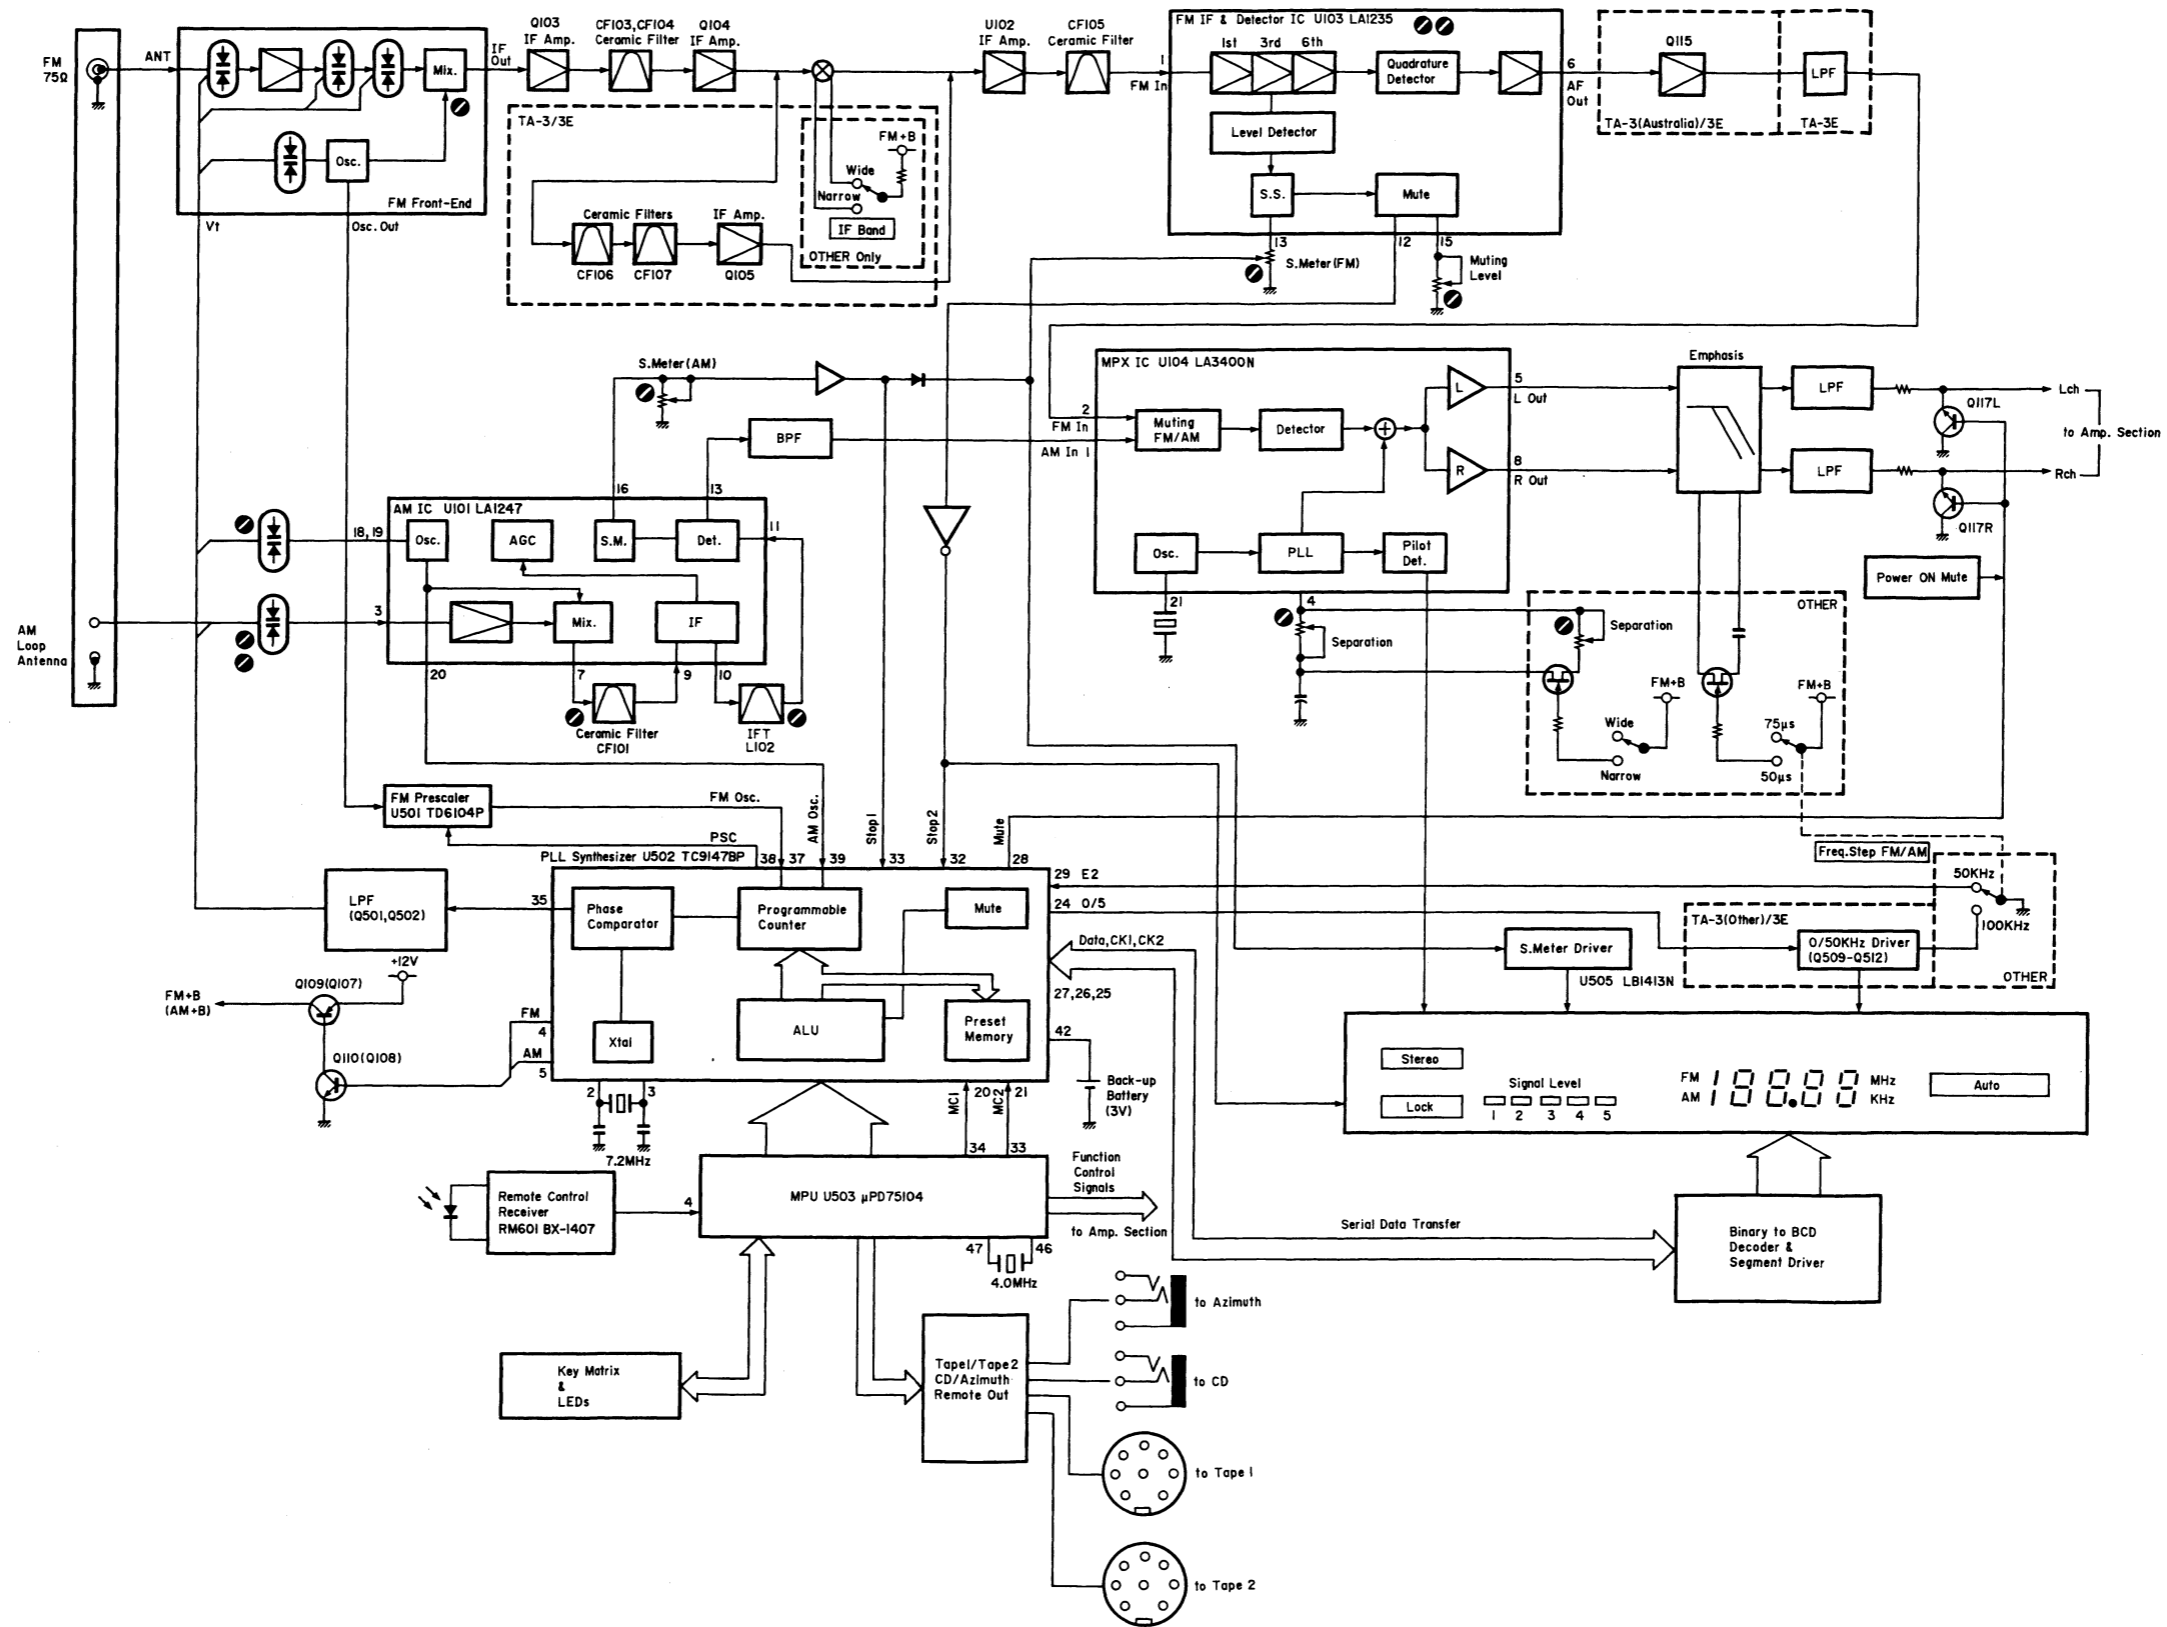 FM
75Ω
ANT
IF
Out
Mix.
Osc.
FM Front-End
Vt
Osc. Out
Q103
IF Amp.
CF103,CF104
Ceramic Filter
Q104
IF Amp.
U102
IF Amp.
CF105
Ceramic Filter
TA-3/3E
FM+B
Wide
Narrow
IF Band
OTHER Only
Ceramic Filters
IF Amp.
CF106
CF107
Q105
FM IF & Detector IC U103 LA1235
1st 3rd 6th
1
FM In
Quadrature
Detector
Level Detector
S.S.
Mute
6
AF
Out
13
12
15
S.Meter(FM)
Muting
Level
Q115
LPF
TA-3(Australia)/3E
TA-3E
S.Meter(AM)
BPF
MPX IC U104 LA3400N
2
FM In
AM In 1
Muting
FM/AM
Detector
L
R
5
L Out
8
R Out
Osc.
PLL
Pilot
Det.
21
4
Separation
Emphasis
LPF
LPF
Q117L
Q117R
Lch
to Amp. Section
Rch
Power ON Mute
OTHER
Separation
FM+B
Wide
Narrow
FM+B
75µs
50µs
AM
Loop
Antenna
AM IC U101 LA1247
16
13
11
18,19
Osc.
AGC
S.M.
Det.
3
Mix.
IF
20
7
9
10
Ceramic Filter
CF101
IFT
L102
FM Prescaler
U501 TD6104P
FM Osc.
AM Osc.
PSC
Stop1
Stop2
Mute
PLL Synthesizer U502 TC9147BP
38
37
39
33
32
28
29 E2
24 0/5
Data,CK1,CK2
27,26,25
42
35
Phase
Comparator
Programmable
Counter
Mute
ALU
Preset
Memory
Xtal
LPF
(Q501,Q502)
+12V
Q109(Q107)
FM+B
(AM+B)
Q110(Q108)
FM
4
AM
5
2
3
7.2MHz
MC1
20
MC2
21
Back-up
Battery
(3V)
34
33
Freq.Step FM/AM
50KHz
100KHz
OTHER
TA-3(Other)/3E
0/50KHz Driver
(Q509-Q512)
S.Meter Driver
U505 LB1413N
Stereo
Lock
Signal Level
1 2 3 4 5
FM
AM
188.88
MHz
KHz
Auto
Remote Control
Receiver
RM601 BX-1407
4
MPU U503 µPD75104
Function
Control
Signals
to Amp. Section
47
46
4.0MHz
Serial Data Transfer
Binary to BCD
Decoder &
Segment Driver
Key Matrix
&
LEDs
Tape1/Tape2
CD/Azimuth
Remote Out
to Azimuth
to CD
to Tape 1
to Tape 2